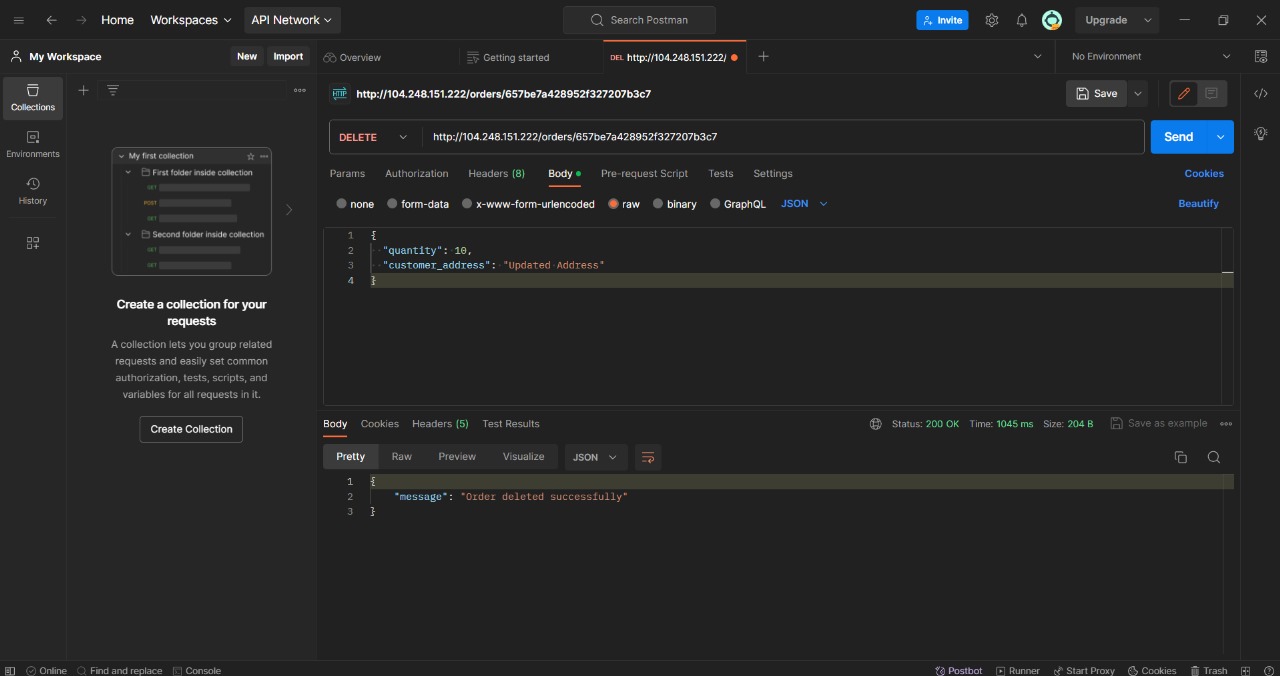 Home Workspaces API Network Search Postman Invite Upgrade
My Workspace New Import Overview Getting started DEL http://104.248.151.222/ No Environment
Collections
Environments
History
My first collection
First folder inside collection
GET
POST
GET
Second folder inside collection
GET
GET
Create a collection for your
requests
A collection lets you group related
requests and easily set common
authorization, tests, scripts, and
variables for all requests in it.
Create Collection
HTTP http://104.248.151.222/orders/657be7a428952f327207b3c7 Save
DELETE http://104.248.151.222/orders/657be7a428952f327207b3c7 Send
Params Authorization Headers (8) Body Pre-request Script Tests Settings Cookies
none form-data x-www-form-urlencoded raw binary GraphQL JSON Beautify
1 {
2 "quantity": 10,
3 "customer_address": "Updated Address"
4 }
Body Cookies Headers (5) Test Results Status: 200 OK Time: 1045 ms Size: 204 B Save as example
Pretty Raw Preview Visualize JSON
1 {
2 "message": "Order deleted successfully"
3 }
Online Find and replace Console Postbot Runner Start Proxy Cookies Trash